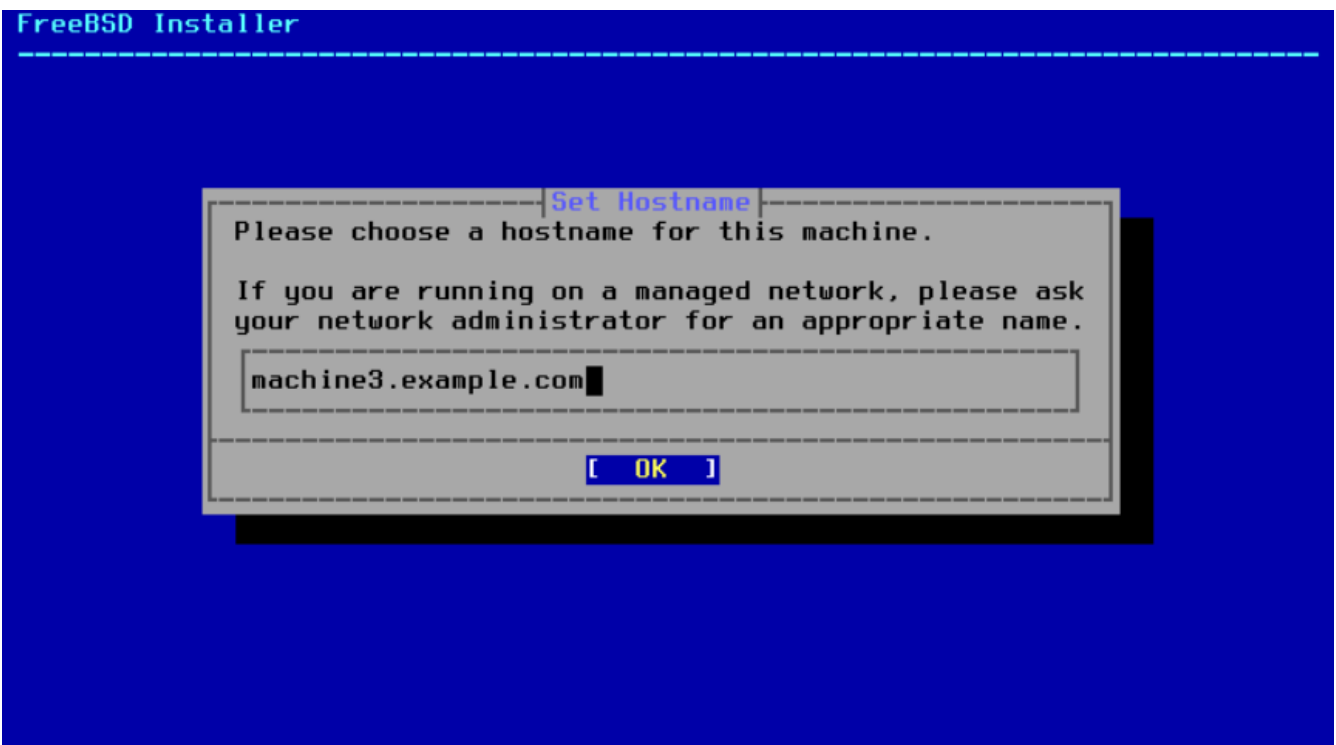 FreeBSD Installer
Set Hostname
Please choose a hostname for this machine.
If you are running on a managed network, please ask
your network administrator for an appropriate name.
machine3.example.com
[ OK ]